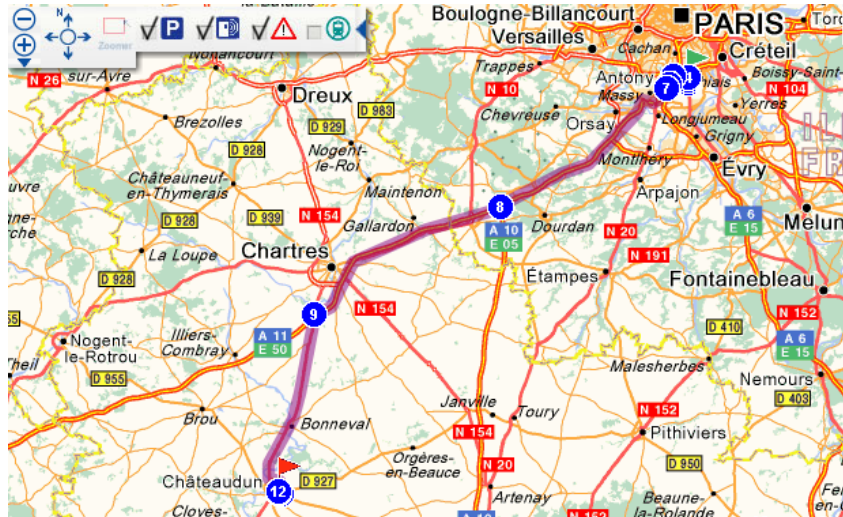 Boulogne-Billancourt
PARIS
Versailles
Cachan
Créteil
N
Zoomer
P
Nonancourt
N 26
sur-Avre
Dreux
Trappes
N 10
Antony
4
7
Massy
Boissy-Saint-
N 104
Yerres
Chevreuse
Orsay
Longjumeau
Grigny
Brezolles
D 929
D 983
D 928
Nogent-
le-Roi
Montlhéry
Évry
Châteauneuf-
en-Thymerais
Maintenon
Arpajon
8
A 6
E 15
Melun
D 928
D 939
N 154
Gallardon
A 10
E 05
Dourdan
N 20
N 191
La Loupe
Chartres
D 928
Étampes
Fontainebleau
9
N 154
N 152
Nogent-
le-Rotrou
Illiers-
Combray
A 11
E 50
D 410
A 6
E 15
Theil
D 955
Malesherbes
Nemours
D 403
Brou
Bonneval
Janville
Toury
N 152
N 154
Pithiviers
Orgères-
en-Beauce
N 20
D 950
Châteaudun
12
D 927
Artenay
Beaune-
la-Rolande
Cloyes-
N 152